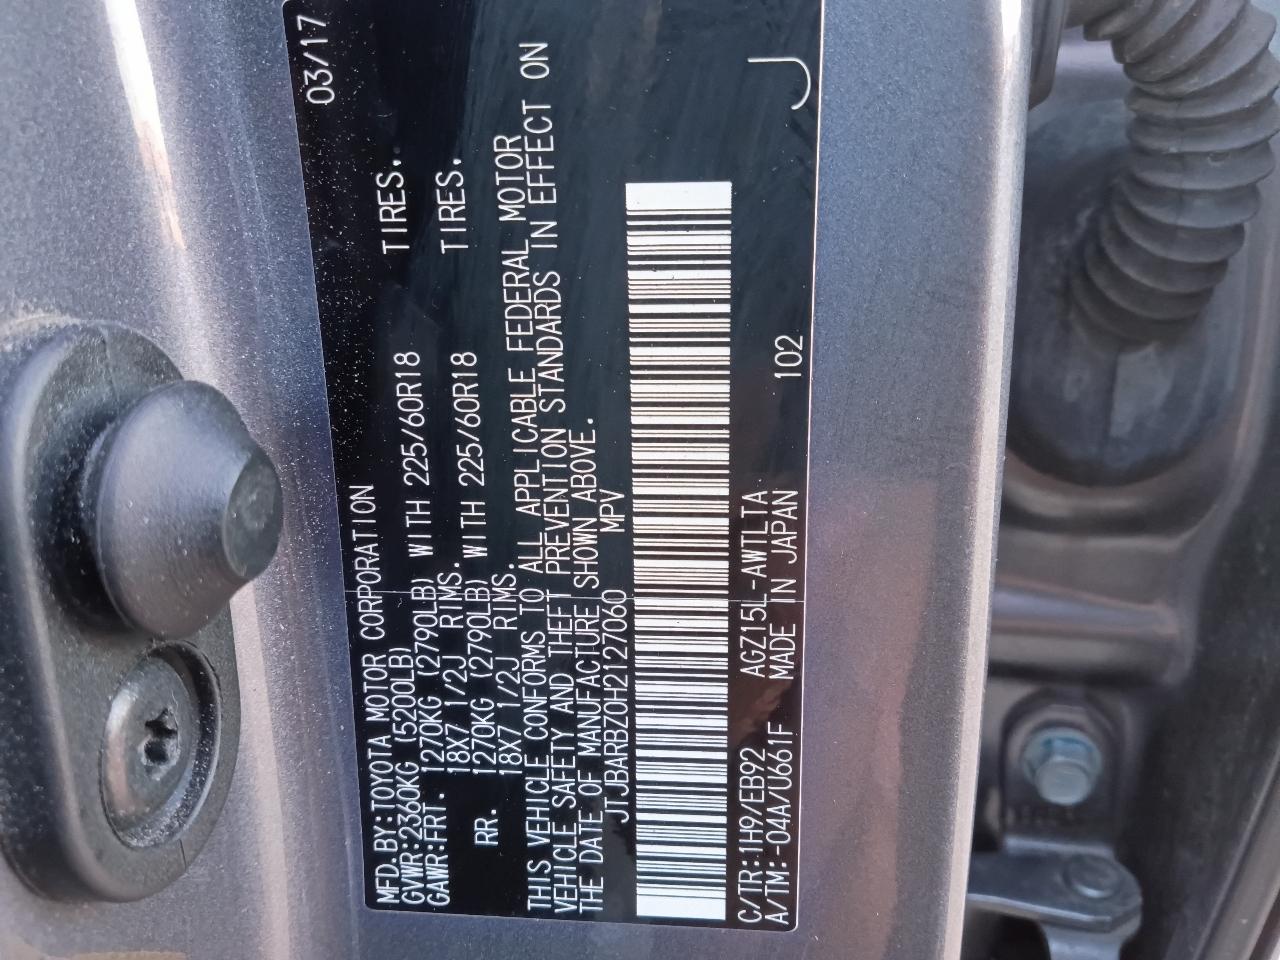 MFD.BY:TOYOTA MOTOR CORPORATION 03/17
GVWR:2360KG (5200LB)
GAWR:FRT. 1270KG (2790LB) WITH 225/60R18 TIRES.
18X7 1/2J RIMS.
RR. 1270KG (2790LB) WITH 225/60R18 TIRES.
18X7 1/2J RIMS.
THIS VEHICLE CONFORMS TO ALL APPLICABLE FEDERAL MOTOR
VEHICLE SAFETY AND THEFT PREVENTION STANDARDS IN EFFECT ON
THE DATE OF MANUFACTURE SHOWN ABOVE.
JTJBARBZ0H2127060 MPV
C/TR:1H9/EB92 AGZ15L-AWTLTA
A/TM:-04A/U661F MADE IN JAPAN 102 J